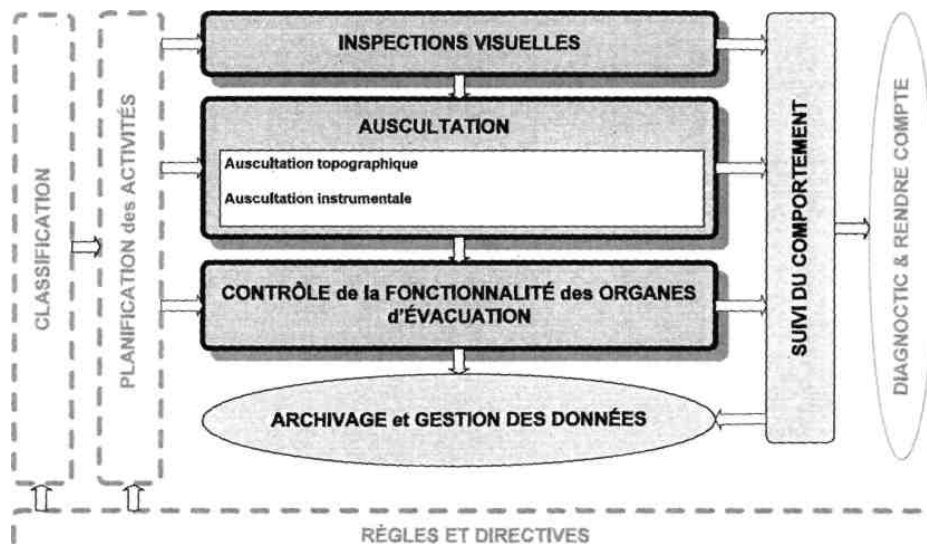 CLASSIFICATION
PLANIFICATION des ACTIVITÉS
INSPECTIONS VISUELLES
AUSCULTATION
Auscultation topographique
Auscultation instrumentale
CONTRÔLE de la FONCTIONNALITÉ des ORGANES
d'ÉVACUATION
ARCHIVAGE et GESTION DES DONNÉES
SUIVI DU COMPORTEMENT
DIAGNOCTIC & RENDRE COMPTE
RÈGLES ET DIRECTIVES